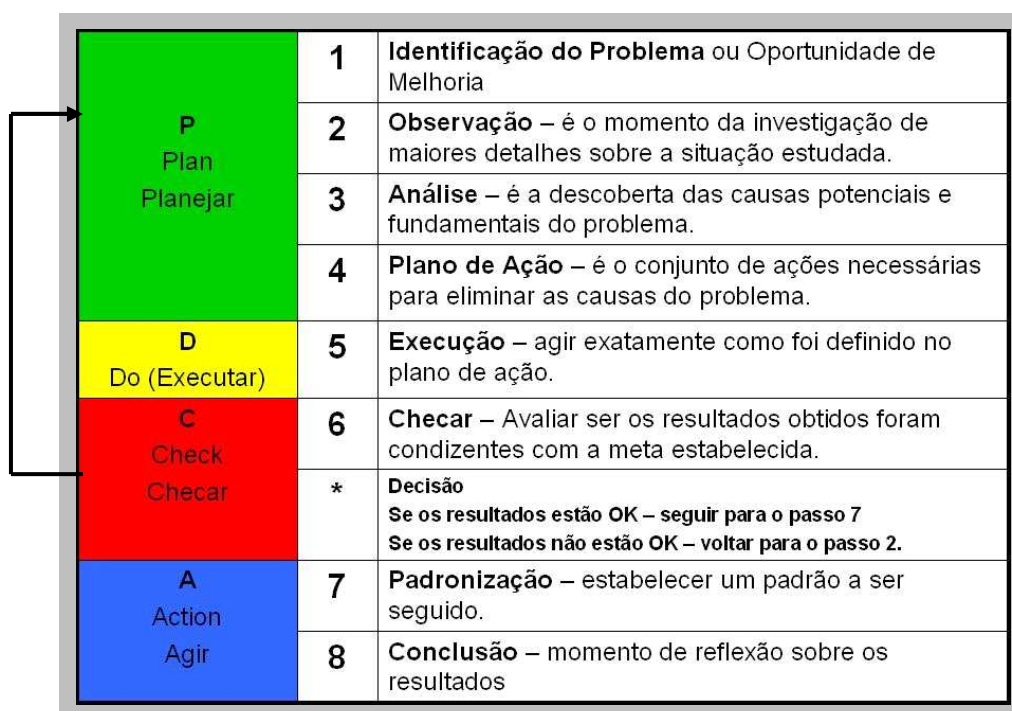 P
Plan
Planejar
1
Identificação do Problema ou Oportunidade de
Melhoria
2
Observação – é o momento da investigação de
maiores detalhes sobre a situação estudada.
3
Análise – é a descoberta das causas potenciais e
fundamentais do problema.
4
Plano de Ação – é o conjunto de ações necessárias
para eliminar as causas do problema.
D
Do (Executar)
5
Execução – agir exatamente como foi definido no
plano de ação.
C
Check
Checar
6
Checar – Avaliar ser os resultados obtidos foram
condizentes com a meta estabelecida.
*
Decisão
Se os resultados estão OK – seguir para o passo 7
Se os resultados não estão OK – voltar para o passo 2.
A
Action
Agir
7
Padronização – estabelecer um padrão a ser
seguido.
8
Conclusão – momento de reflexão sobre os
resultados